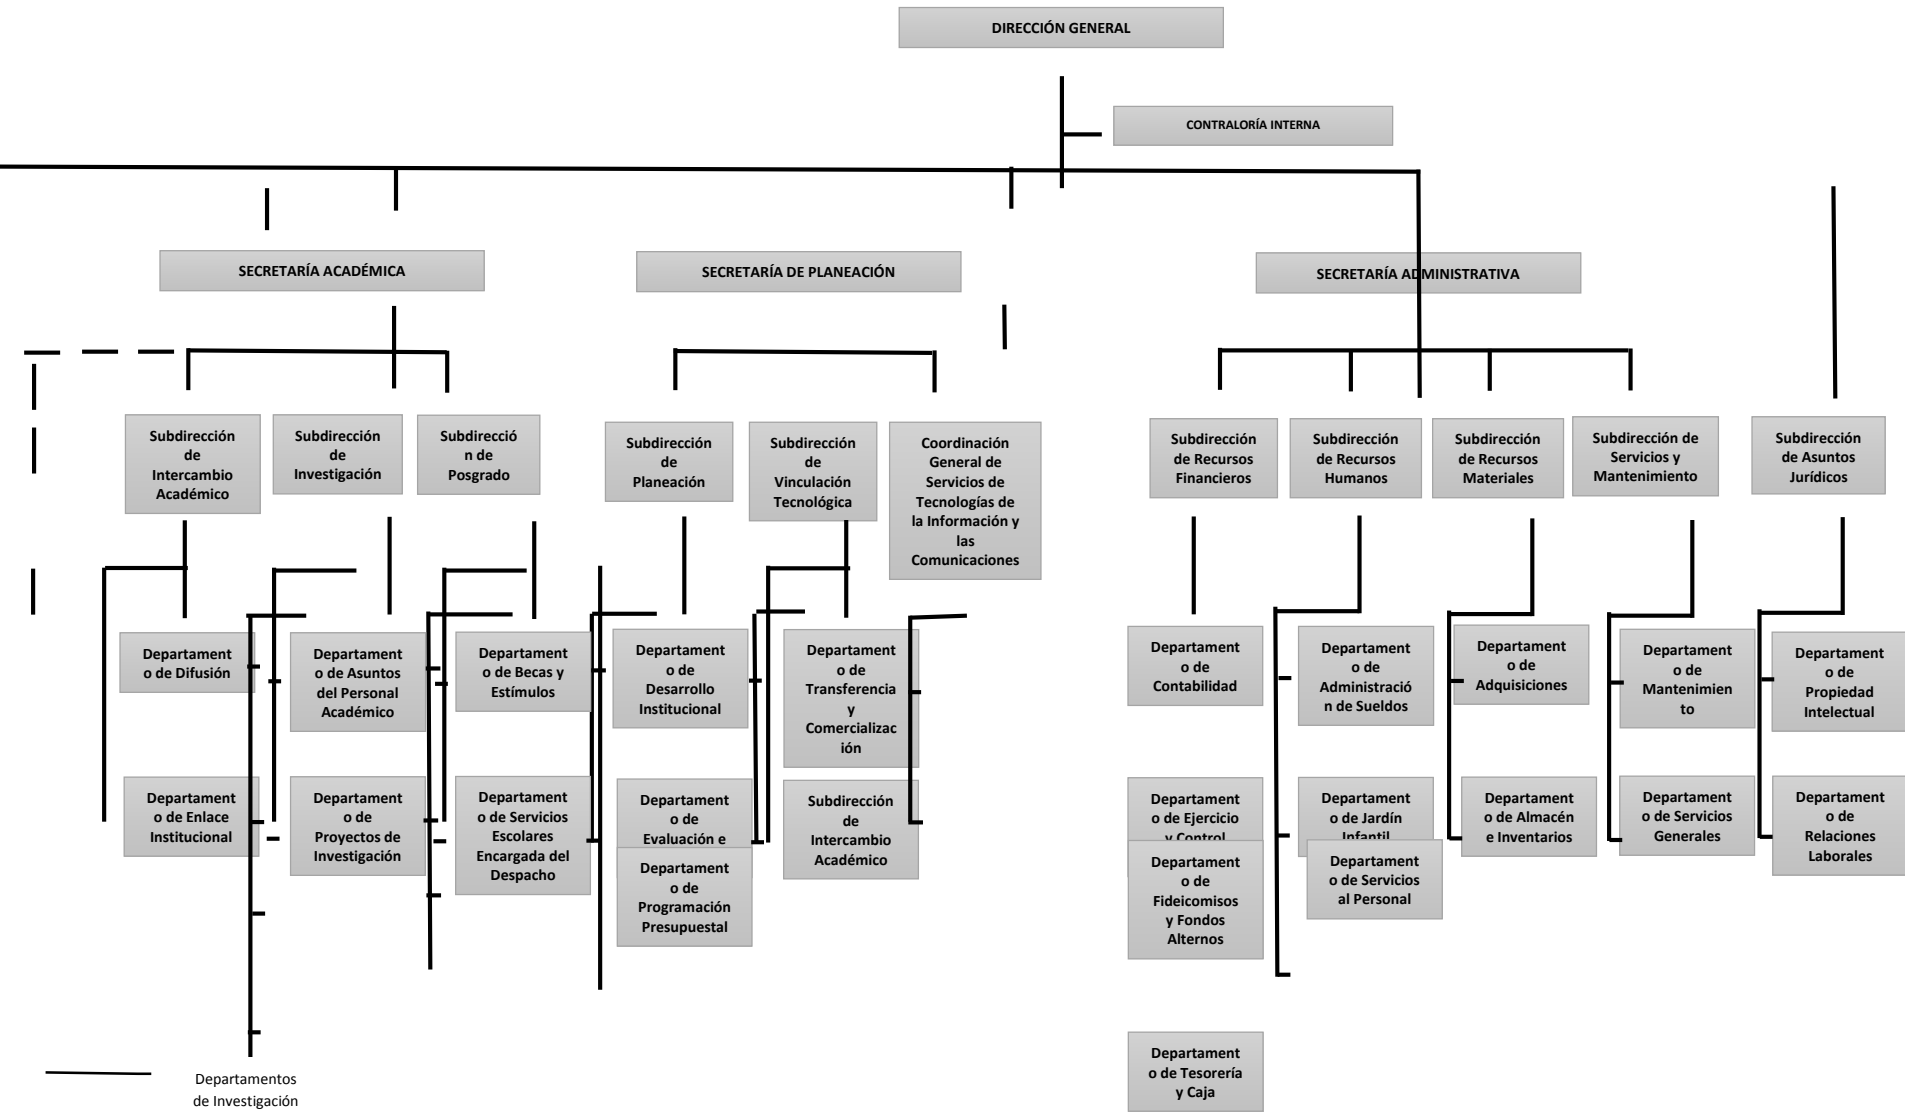 DIRECCIÓN GENERAL
CONTRALORÍA INTERNA
SECRETARÍA ACADÉMICA
SECRETARÍA DE PLANEACIÓN
SECRETARÍA ADMINISTRATIVA
Subdirección
de
Intercambio
Académico
Subdirección
de
Investigación
Subdirecció
n de
Posgrado
Subdirección
de
Planeación
Subdirección
de
Vinculación
Tecnológica
Coordinación
General de
Servicios de
Tecnologías de
la Información y
las
Comunicaciones
Subdirección
de Recursos
Financieros
Subdirección
de Recursos
Humanos
Subdirección
de Recursos
Materiales
Subdirección de
Servicios y
Mantenimiento
Subdirección
de Asuntos
Jurídicos
Departament
o de Difusión
Departament
o de Asuntos
del Personal
Académico
Departament
o de Becas y
Estímulos
Departament
o de
Desarrollo
Institucional
Departament
o de
Transferencia
y
Comercializac
ión
Departament
o de
Contabilidad
Departament
o de
Administració
n de Sueldos
Departament
o de
Adquisiciones
Departament
o de
Mantenimien
to
Departament
o de
Propiedad
Intelectual
Departament
o de Enlace
Institucional
Departament
o de
Proyectos de
Investigación
Departament
o de Servicios
Escolares
Encargada del
Despacho
Departament
o de
Evaluación e
Departament
o de
Programación
Presupuestal
Subdirección
de
Intercambio
Académico
Departament
o de Ejercicio
y Control
Departament
o de
Fideicomisos
y Fondos
Alternos
Departament
o de Jardín
Infantil
Departament
o de Servicios
al Personal
Departament
o de Almacén
e Inventarios
Departament
o de Servicios
Generales
Departament
o de
Relaciones
Laborales
Departament
o de Tesorería
y Caja
Departamentos
de Investigación